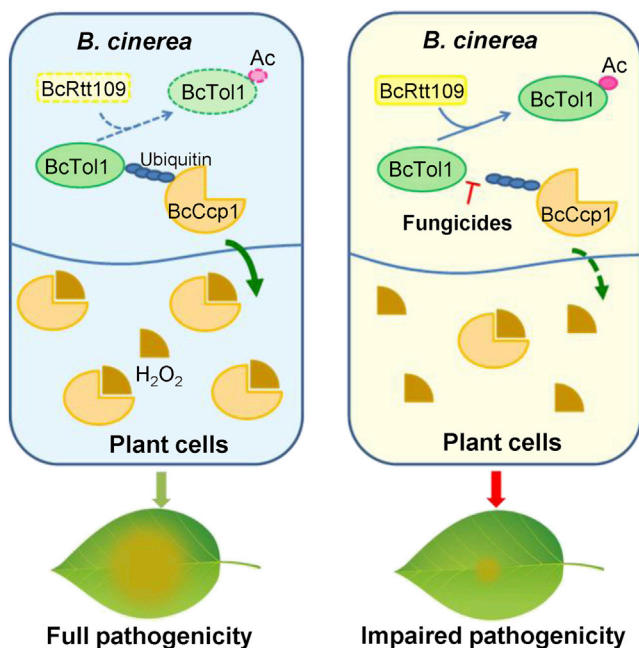 B. cinerea
Ac
BcRtt109
BcTol1
BcTol1
Ubiquitin
BcCcp1
H₂O₂
Plant cells
Full pathogenicity
B. cinerea
Ac
BcRtt109
BcTol1
BcTol1
BcCcp1
Fungicides
Plant cells
Impaired pathogenicity